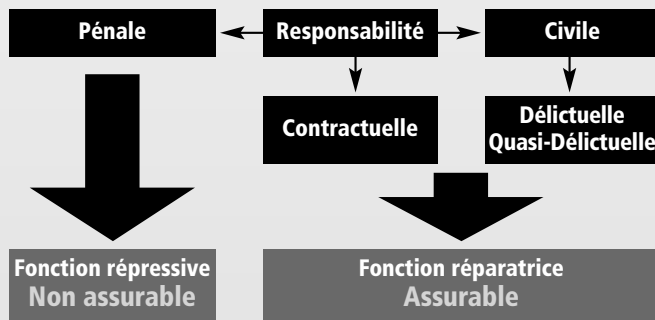 Pénale
Responsabilité
Civile
Contractuelle
Délictuelle
Quasi-Délictuelle
Fonction répressive
Non assurable
Fonction réparatrice
Assurable